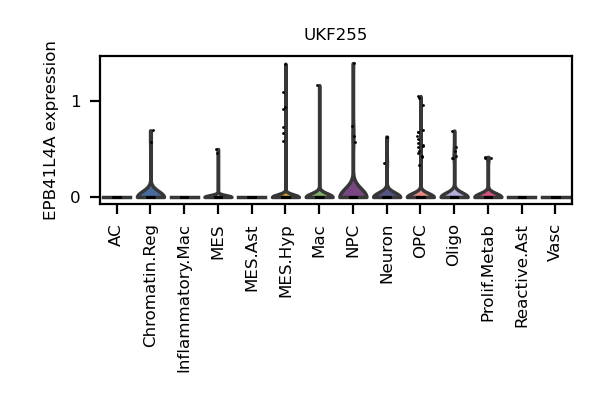 UKF255
EPB41L4A expression
1
0
AC
Chromatin.Reg
Inflammatory.Mac
MES
MES.Ast
MES.Hyp
Mac
NPC
Neuron
OPC
Oligo
Prolif.Metab
Reactive.Ast
Vasc